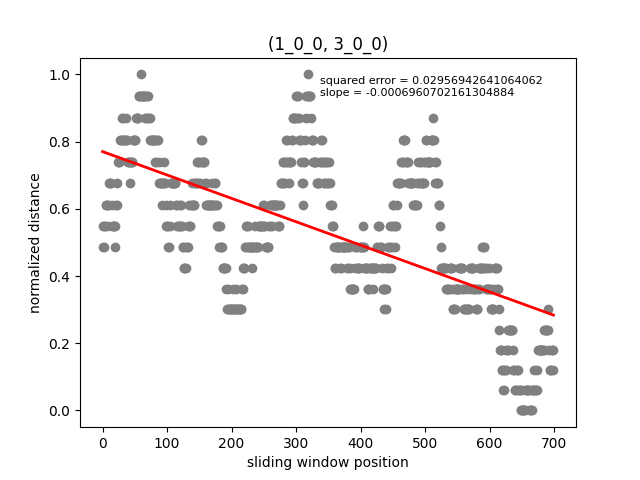 (1_0_0, 3_0_0)
squared error = 0.02956942641064062
slope = -0.0006960702161304884
1.0
0.8
0.6
0.4
0.2
0.0
normalized distance
0 100 200 300 400 500 600 700
sliding window position